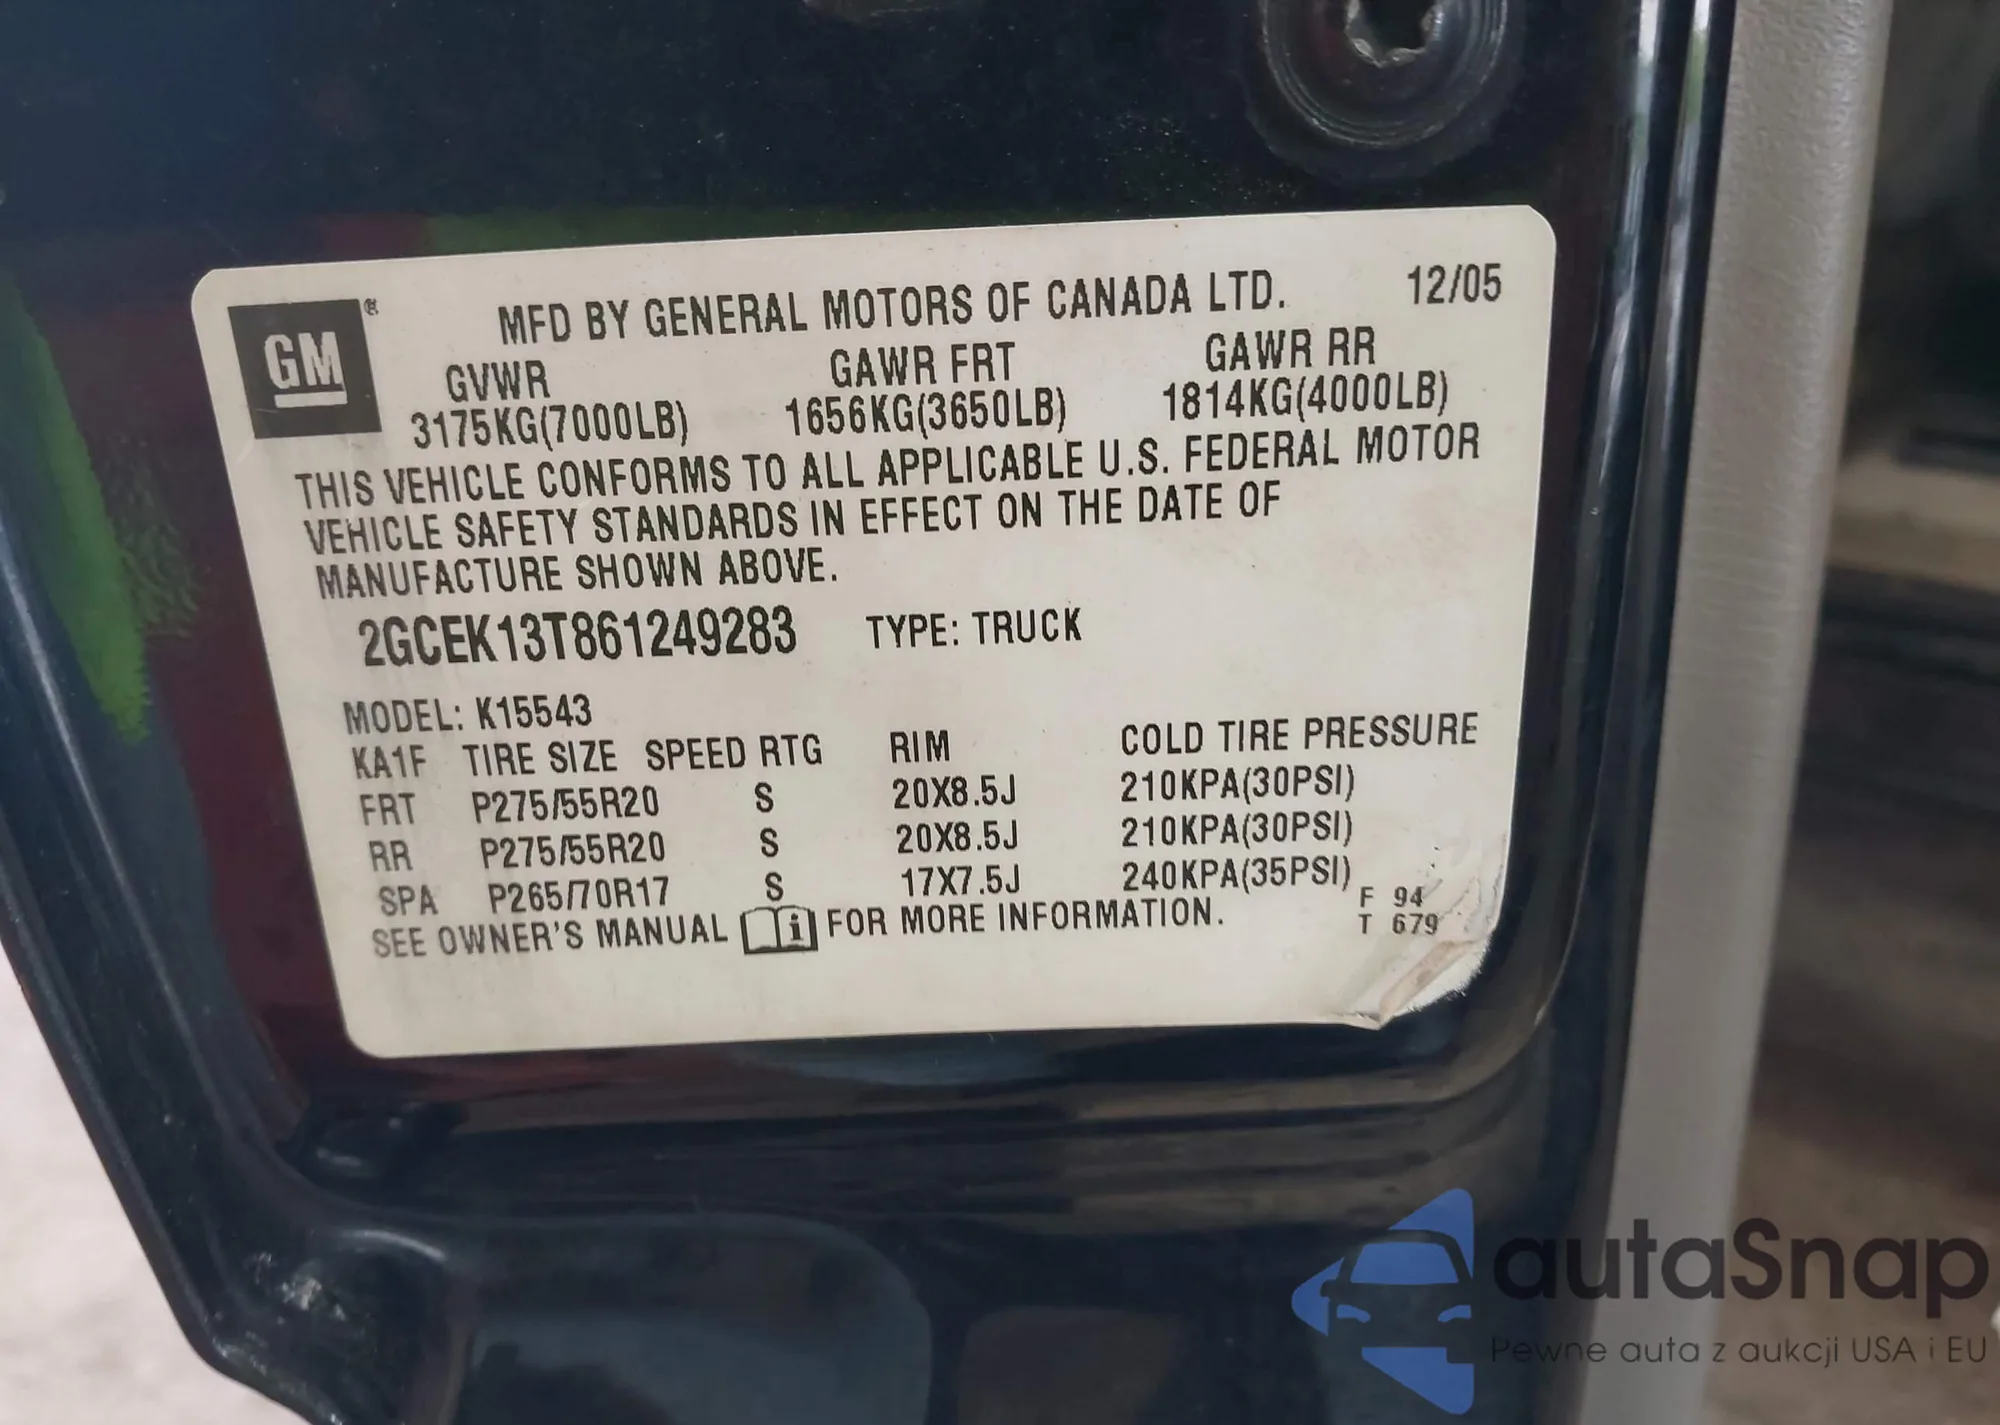 GM ®
MFD BY GENERAL MOTORS OF CANADA LTD. 12/05
GVWR GAWR FRT GAWR RR
3175KG(7000LB) 1656KG(3650LB) 1814KG(4000LB)
THIS VEHICLE CONFORMS TO ALL APPLICABLE U.S. FEDERAL MOTOR
VEHICLE SAFETY STANDARDS IN EFFECT ON THE DATE OF
MANUFACTURE SHOWN ABOVE.
2GCEK13T861249283 TYPE: TRUCK
MODEL: K15543
KA1F TIRE SIZE SPEED RTG RIM COLD TIRE PRESSURE
FRT P275/55R20 S 20X8.5J 210KPA(30PSI)
RR P275/55R20 S 20X8.5J 210KPA(30PSI)
SPA P265/70R17 S 17X7.5J 240KPA(35PSI)
F 94
SEE OWNER'S MANUAL i FOR MORE INFORMATION. T 679
autaSnap
Pewne auta z aukcji USA i EU